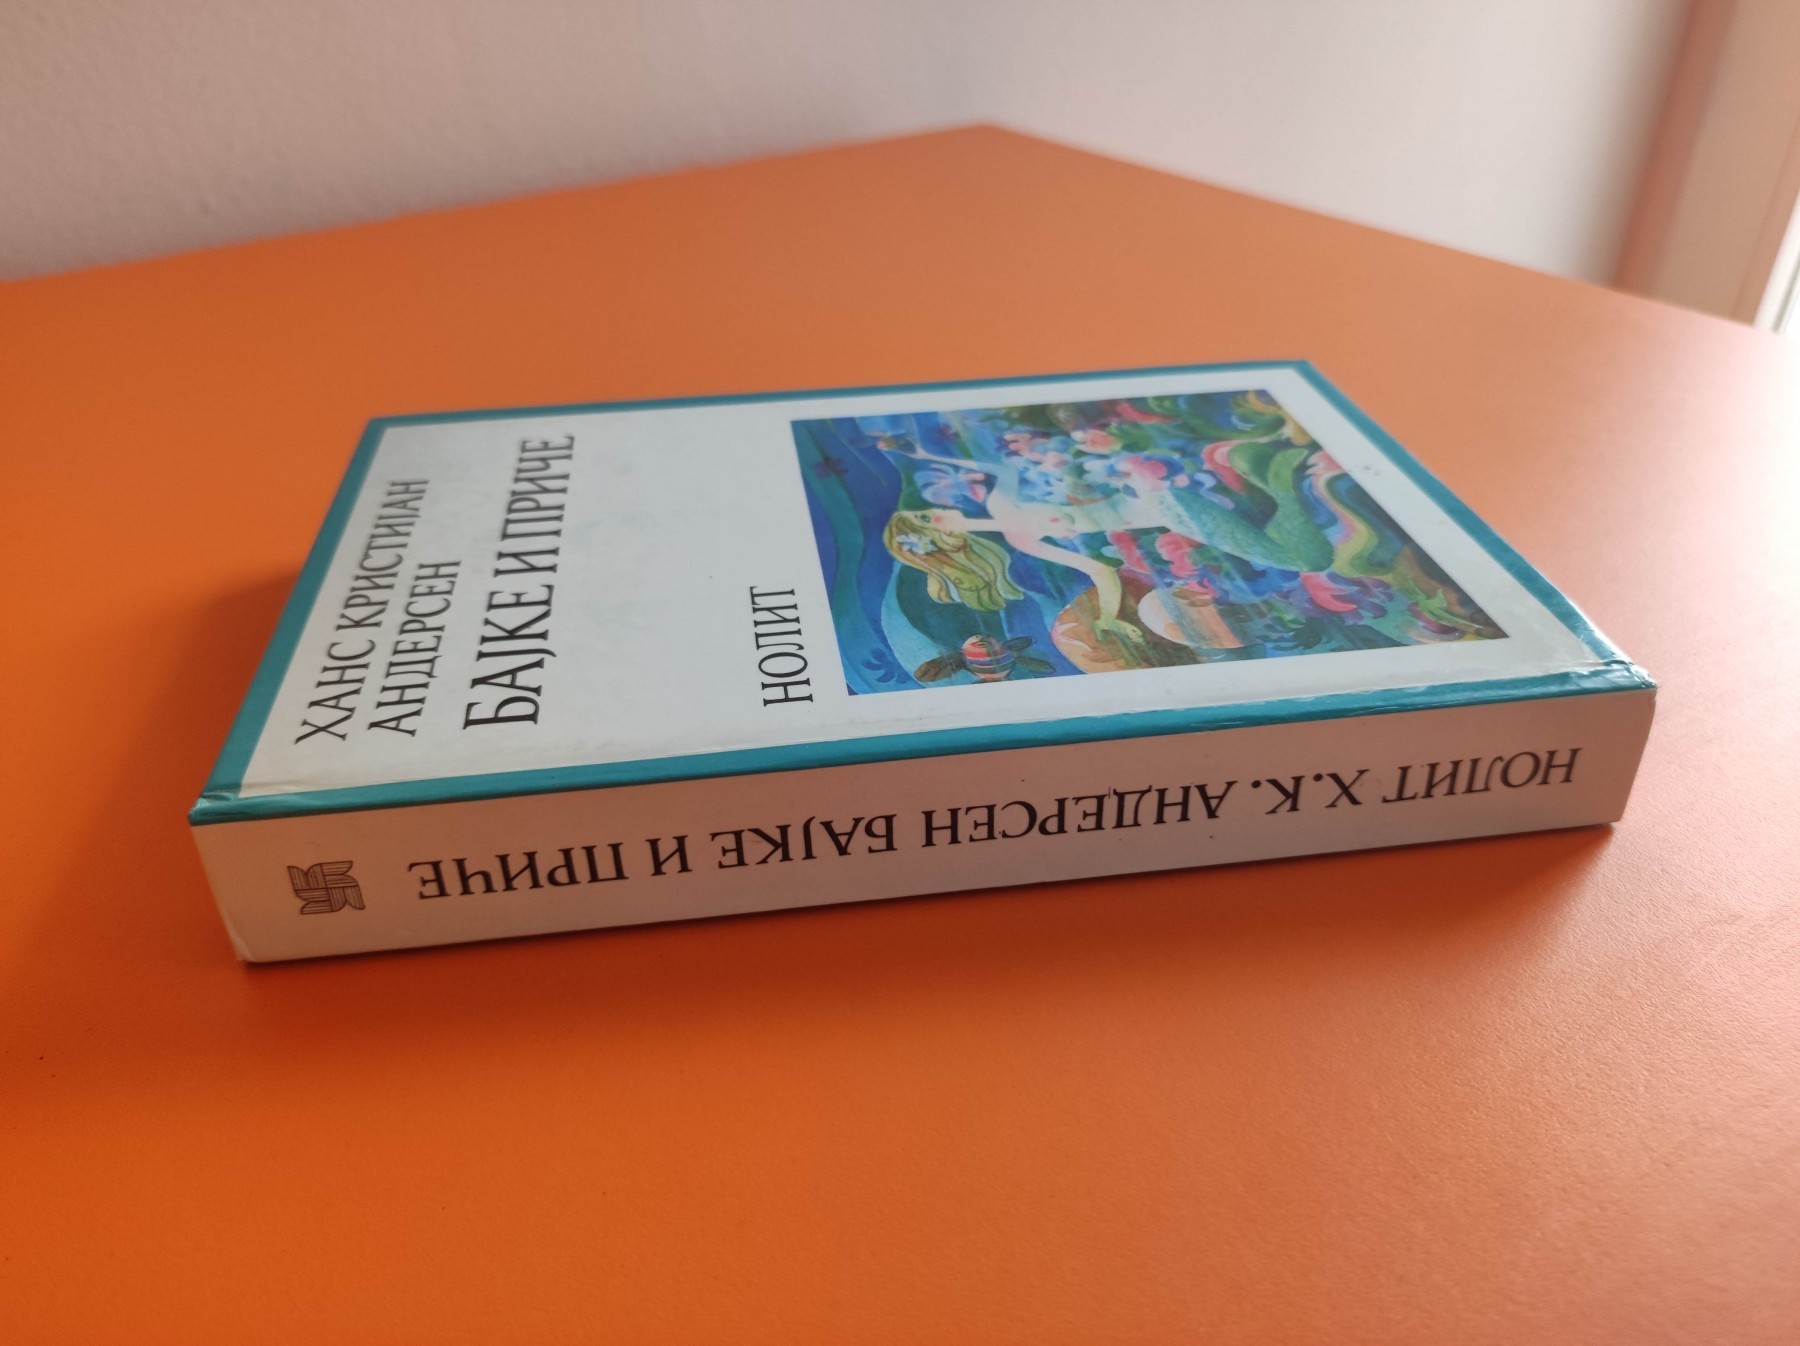 ХАНС КРИСТИЈАН
АНДЕРСЕН
БАЈКЕ И ПРИЧЕ
НОЛИТ
НОЛИТ Х.К. АНДЕРСЕН БАЈКЕ И ПРИЧЕ